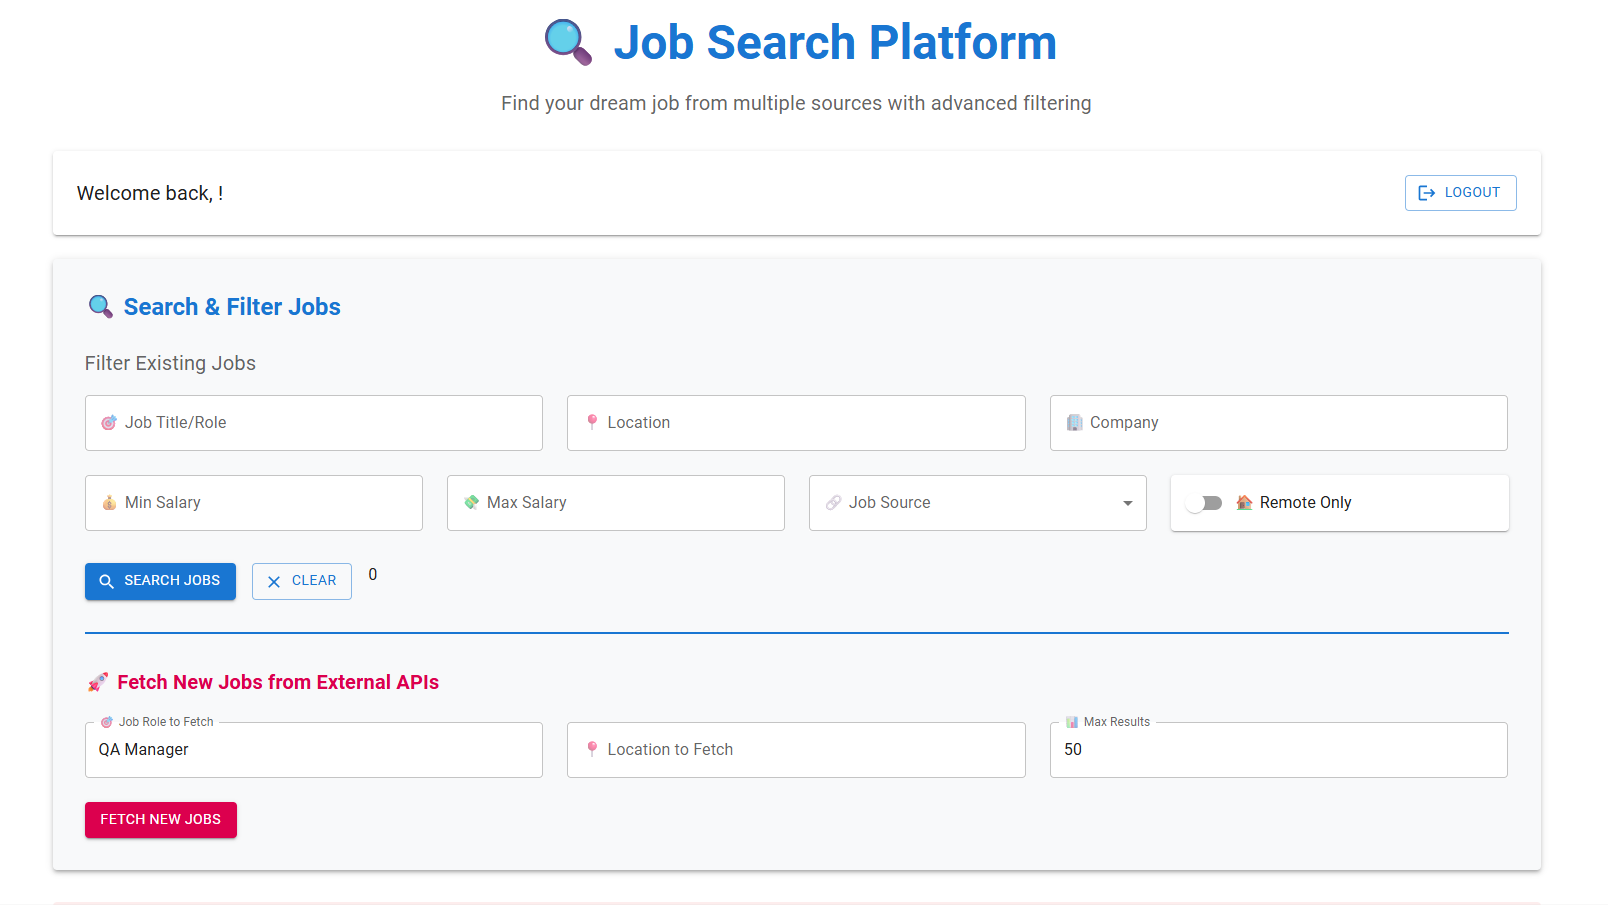 Job Search Platform
Find your dream job from multiple sources with advanced filtering
Welcome back, !
LOGOUT
Search & Filter Jobs
Filter Existing Jobs
Job Title/Role
Location
Company
Min Salary
Max Salary
Job Source
Remote Only
SEARCH JOBS
CLEAR
0
Fetch New Jobs from External APIs
Job Role to Fetch
QA Manager
Location to Fetch
Max Results
50
FETCH NEW JOBS